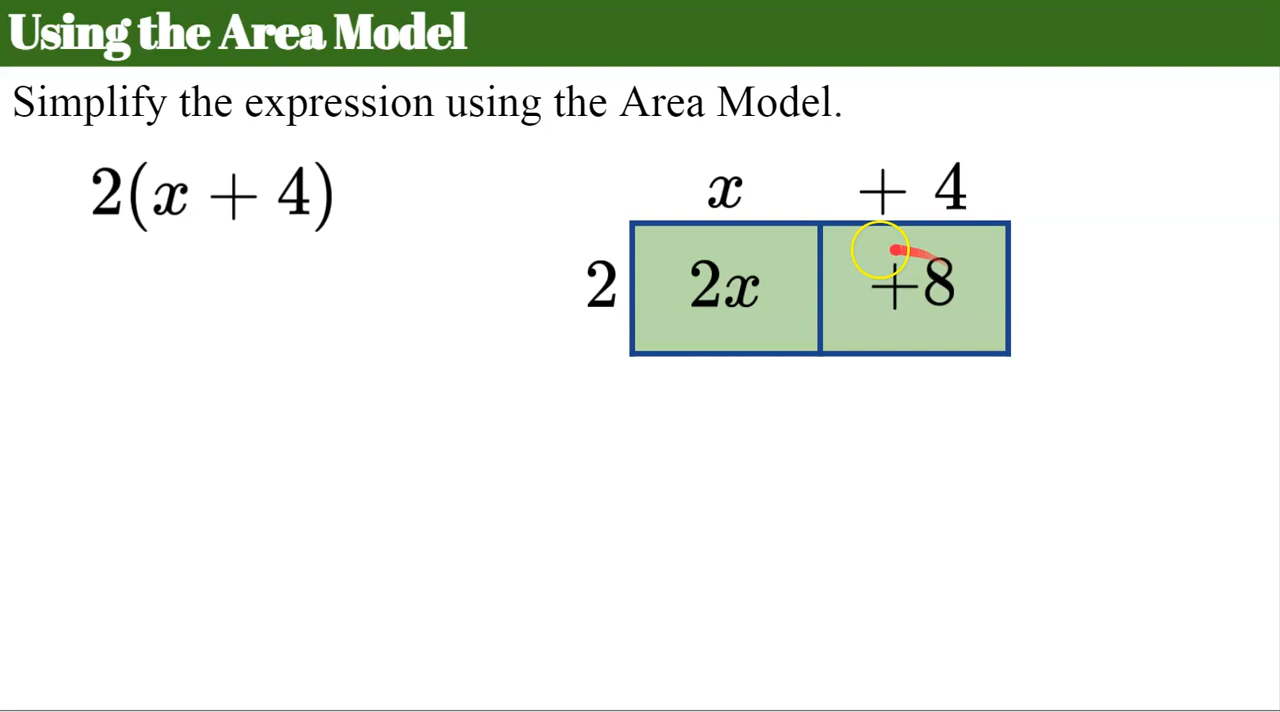 Using the Area Model
Simplify the expression using the Area Model.
2(x + 4)
x + 4
2 2x +8